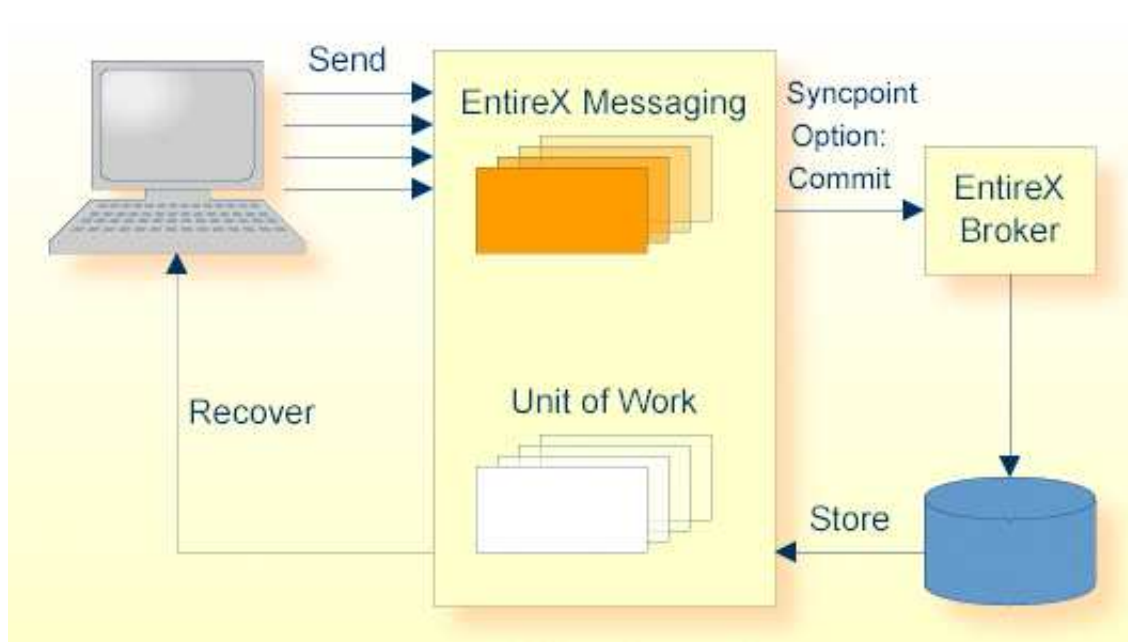 Send
EntireX Messaging
Syncpoint
Option:
Commit
EntireX
Broker
Recover
Unit of Work
Store